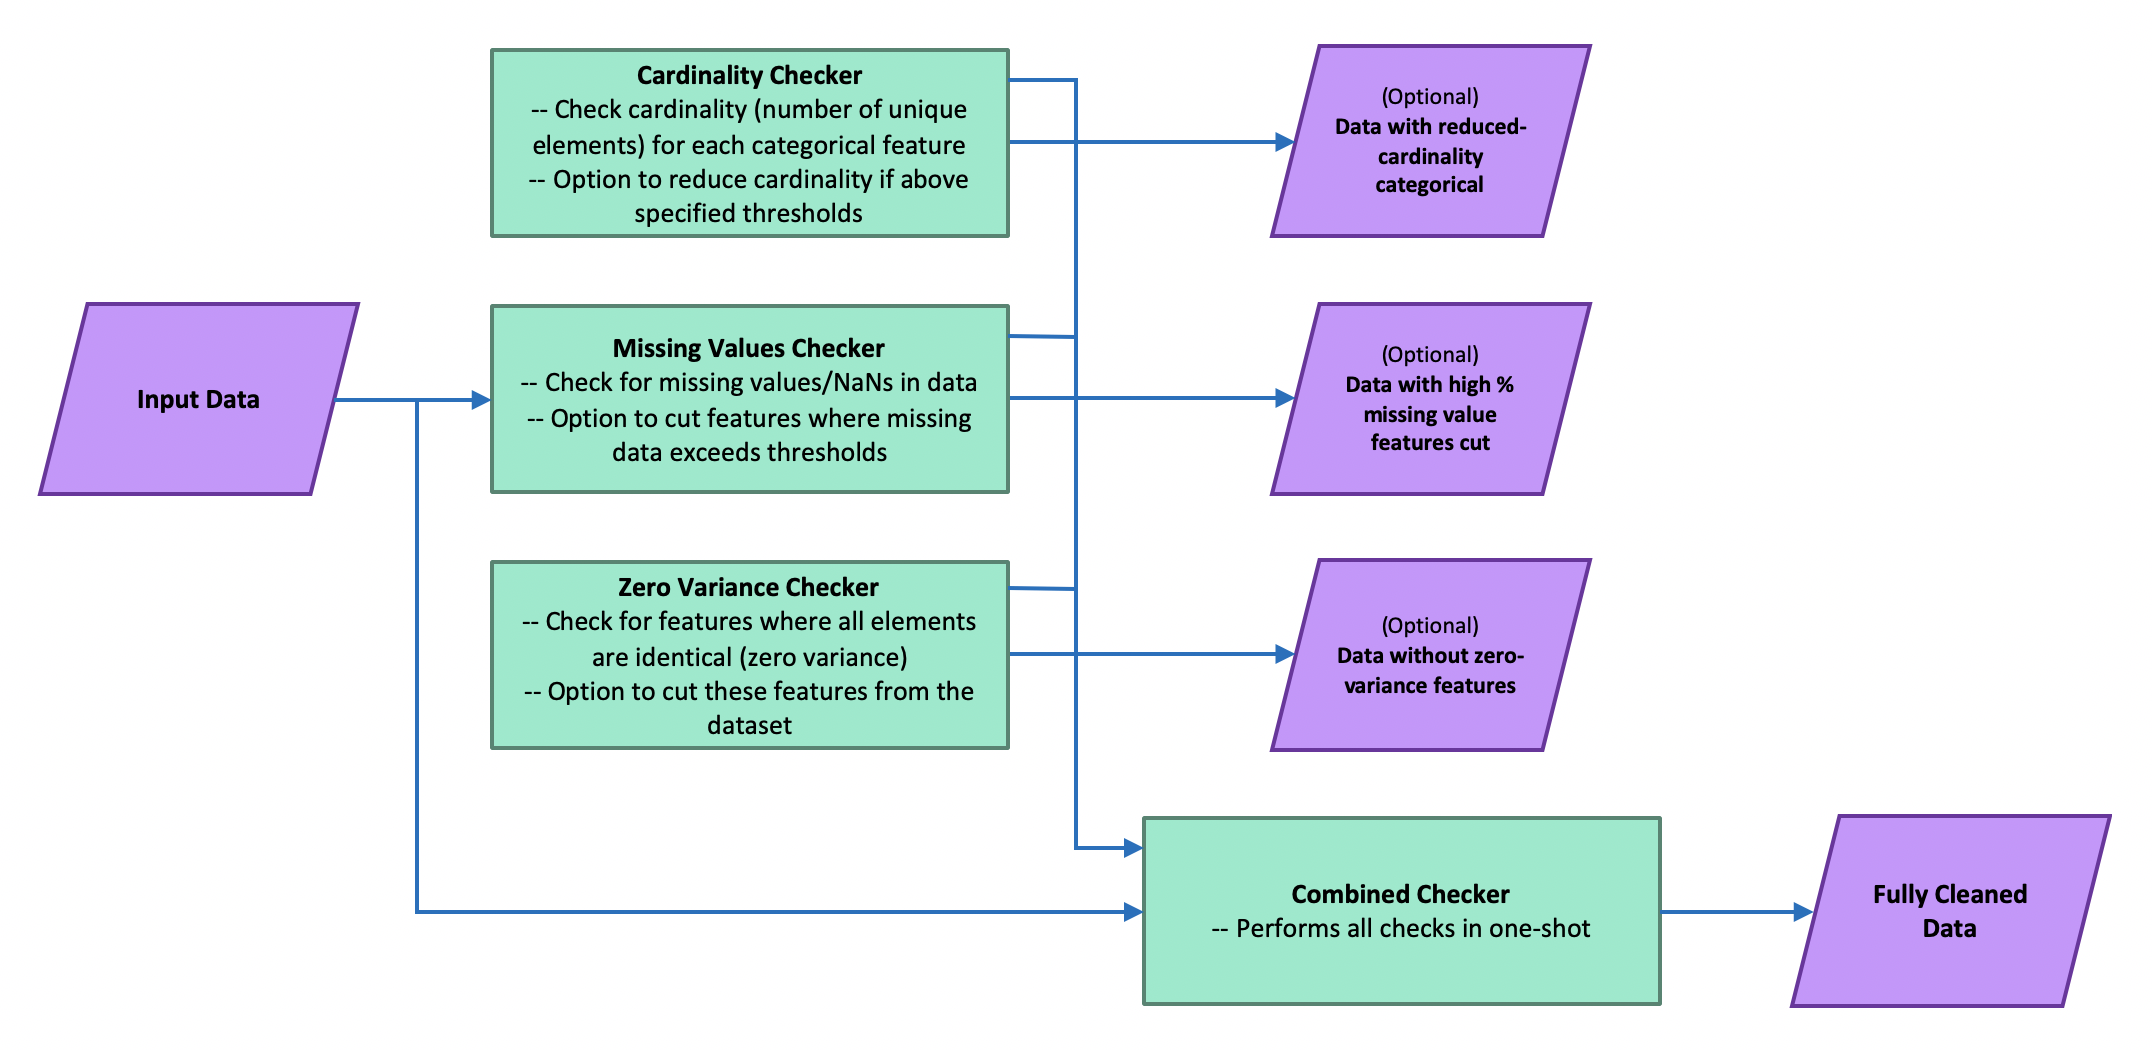 Cardinality Checker
-- Check cardinality (number of unique
elements) for each categorical feature
-- Option to reduce cardinality if above
specified thresholds
(Optional)
Data with reduced-
cardinality
categorical
Input Data
Missing Values Checker
-- Check for missing values/NaNs in data
-- Option to cut features where missing
data exceeds thresholds
(Optional)
Data with high %
missing value
features cut
Zero Variance Checker
-- Check for features where all elements
are identical (zero variance)
-- Option to cut these features from the
dataset
(Optional)
Data without zero-
variance features
Combined Checker
-- Performs all checks in one-shot
Fully Cleaned
Data